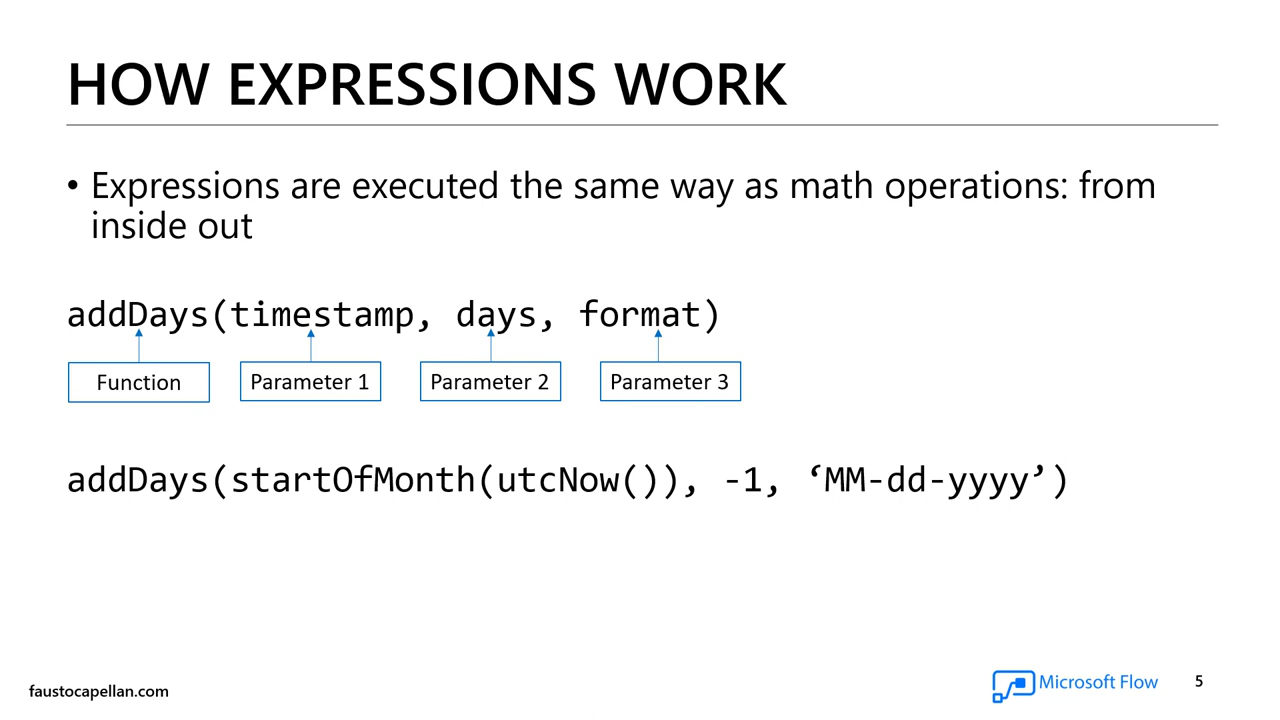 HOW EXPRESSIONS WORK
• Expressions are executed the same way as math operations: from
inside out
addDays(timestamp, days, format)
Function
Parameter 1
Parameter 2
Parameter 3
addDays(startOfMonth(utcNow()), -1, ‘MM-dd-yyyy’)
faustocapellan.com
Microsoft Flow
5